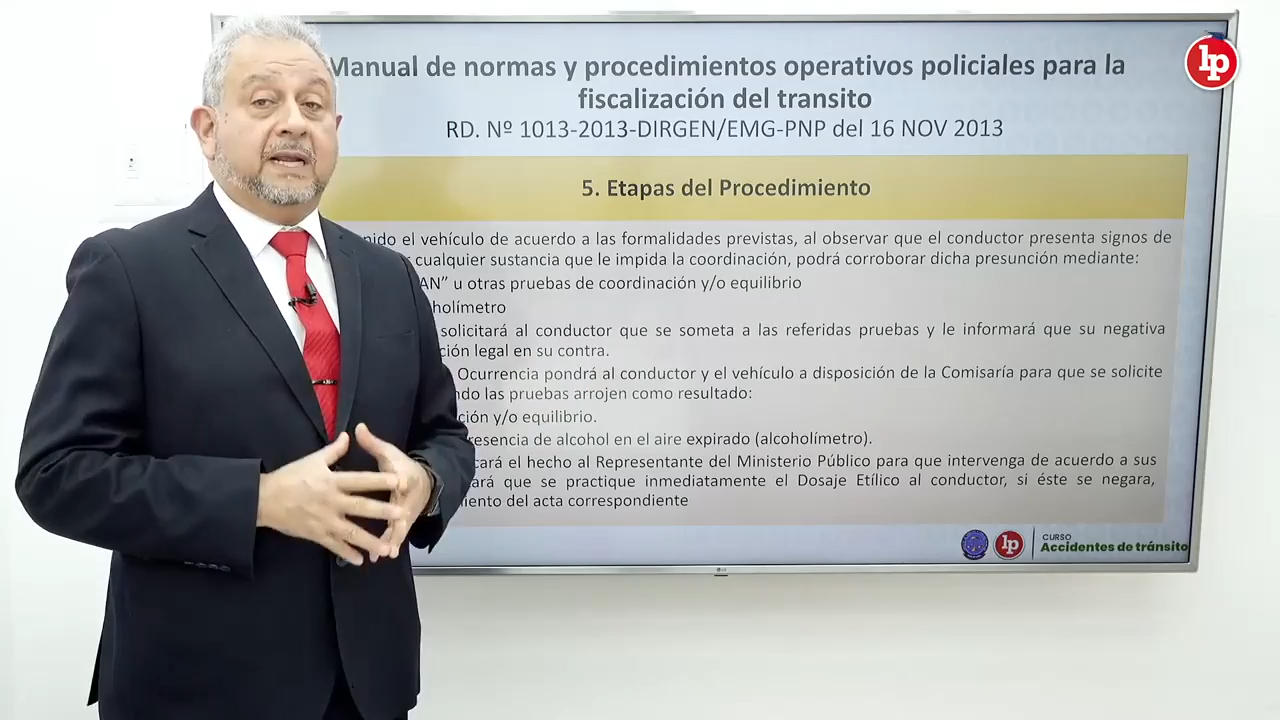 lp
Manual de normas y procedimientos operativos policiales para la
fiscalización del transito
RD. Nº 1013-2013-DIRGEN/EMG-PNP del 16 NOV 2013
5. Etapas del Procedimiento
el vehículo de acuerdo a las formalidades previstas, al observar que el conductor presenta signos de
cualquier sustancia que le impida la coordinación, podrá corroborar dicha presunción mediante:
AN” u otras pruebas de coordinación y/o equilibrio
holímetro
solicitará al conductor que se someta a las referidas pruebas y le informará que su negativa
ción legal en su contra.
Ocurrencia pondrá al conductor y el vehículo a disposición de la Comisaría para que se solicite
ndo las pruebas arrojen como resultado:
ción y/o equilibrio.
resencia de alcohol en el aire expirado (alcoholímetro).
cará el hecho al Representante del Ministerio Público para que intervenga de acuerdo a sus
ará que se practique inmediatamente el Dosaje Etílico al conductor, si éste se negara,
iento del acta correspondiente
lp
CURSO
Accidentes de tránsito
LG